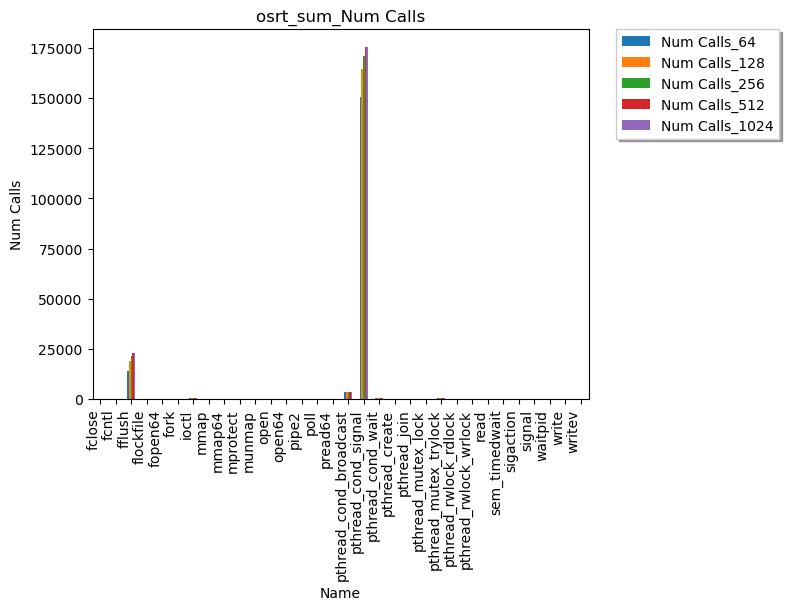 osrt_sum_Num Calls
Num Calls_64
Num Calls_128
Num Calls_256
Num Calls_512
Num Calls_1024
Num Calls
175000
150000
125000
100000
75000
50000
25000
0
fclose
fcntl
fflush
flockfile
fopen64
fork
ioctl
mmap
mmap64
mprotect
munmap
open
open64
pipe2
poll
pread64
pthread_cond_broadcast
pthread_cond_signal
pthread_cond_wait
pthread_create
pthread_join
pthread_mutex_lock
pthread_mutex_trylock
pthread_rwlock_rdlock
pthread_rwlock_wrlock
read
sem_timedwait
sigaction
signal
waitpid
write
writev
Name